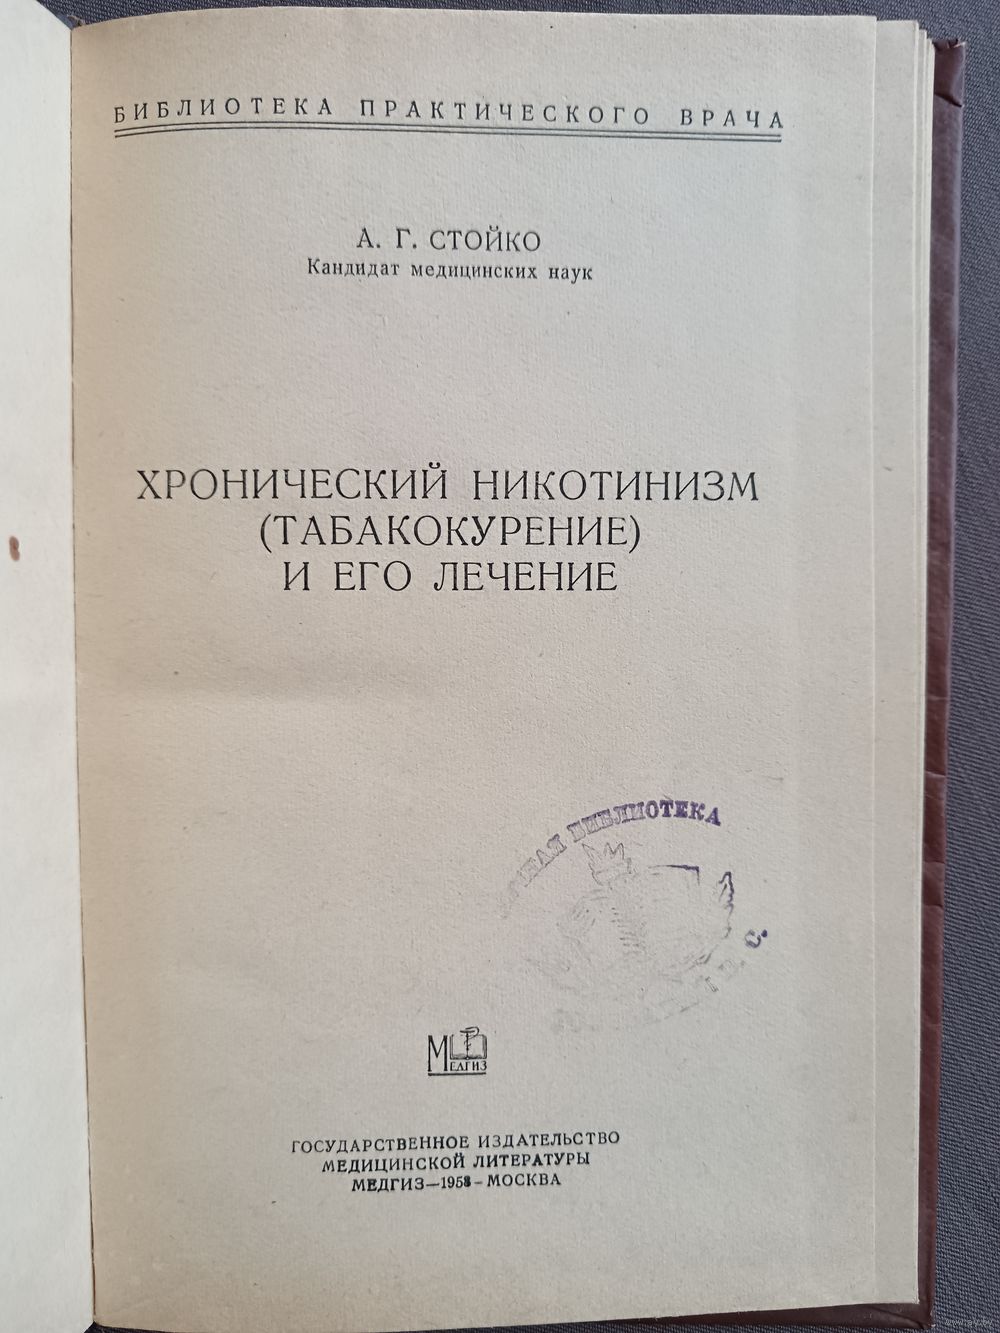 БИБЛИОТЕКА ПРАКТИЧЕСКОГО ВРАЧА
А. Г. СТОЙКО
Кандидат медицинских наук
ХРОНИЧЕСКИЙ НИКОТИНИЗМ
(ТАБАКОКУРЕНИЕ)
И ЕГО ЛЕЧЕНИЕ
БИБЛИОТЕКА
МЕДГИЗ
ГОСУДАРСТВЕННОЕ ИЗДАТЕЛЬСТВО
МЕДИЦИНСКОЙ ЛИТЕРАТУРЫ
МЕДГИЗ—1958—МОСКВА